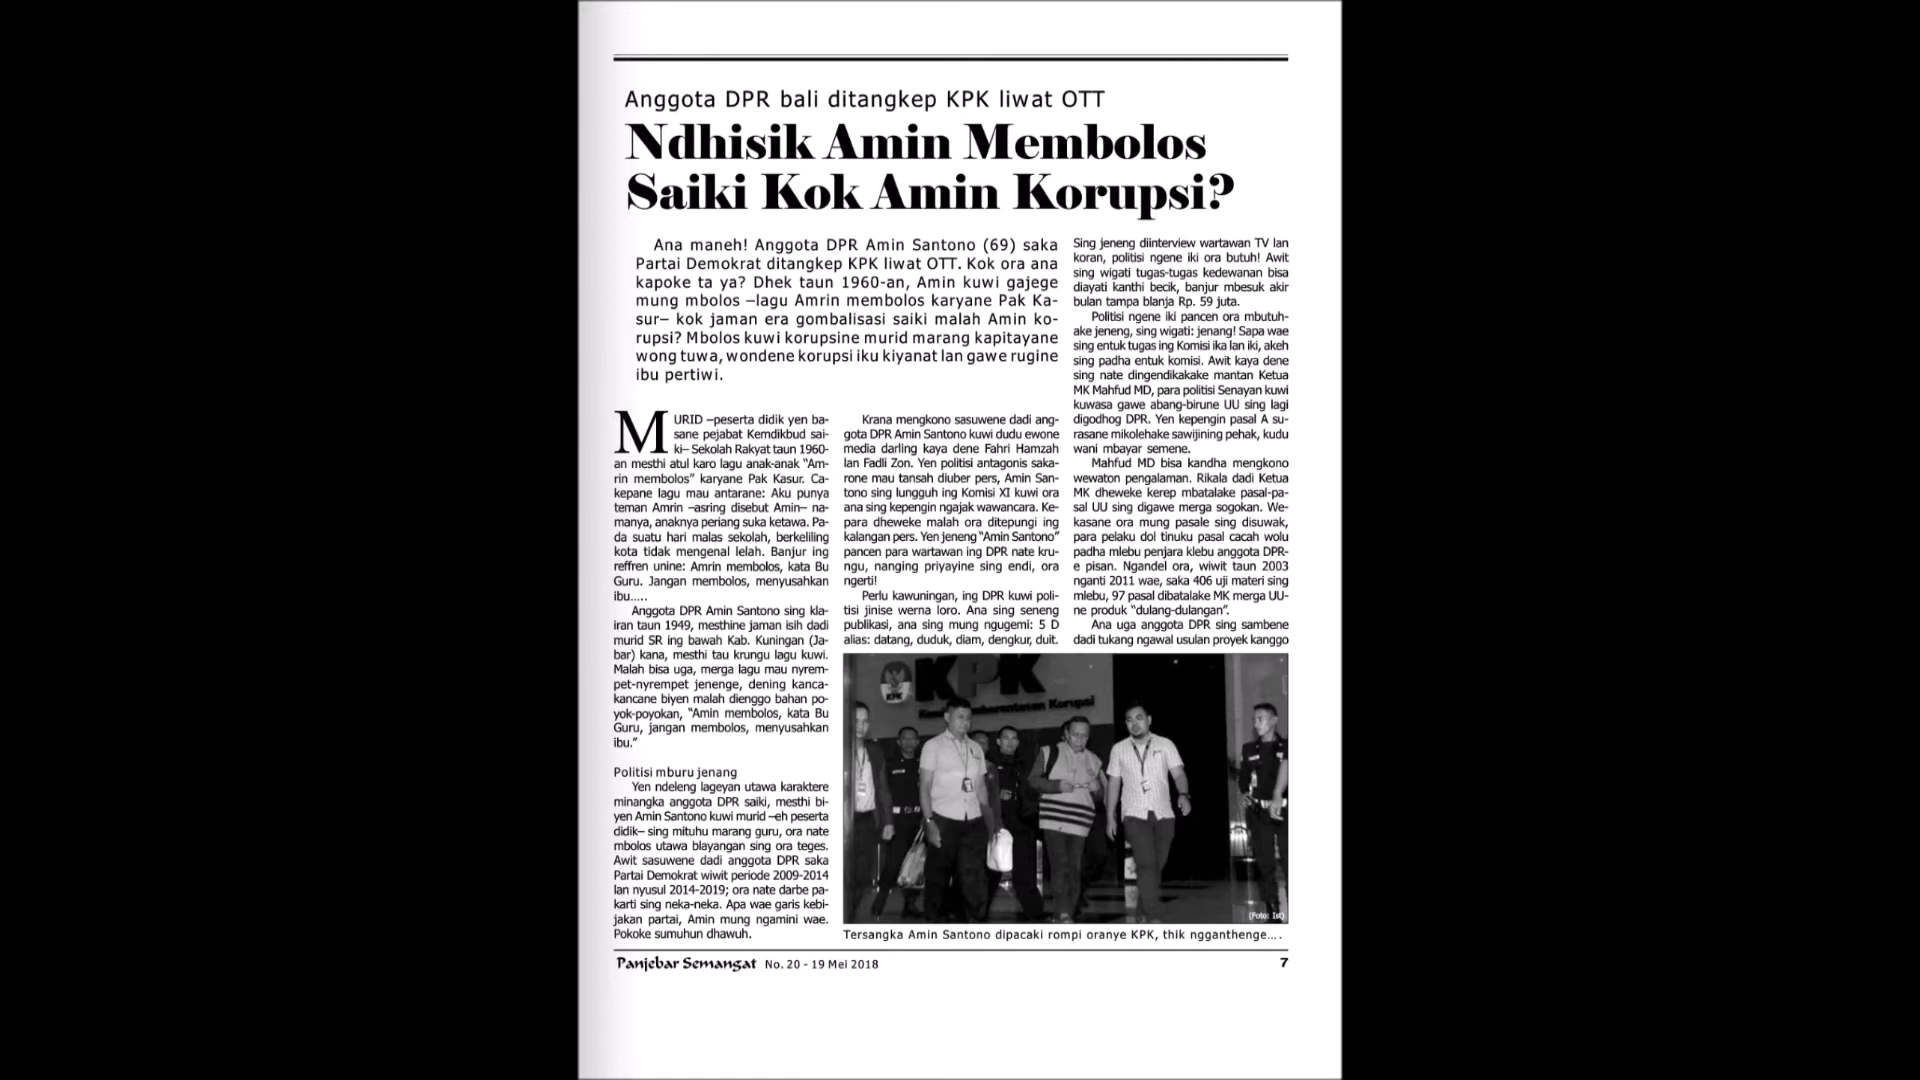 Anggota DPR bali ditangkep KPK liwat OTT
Ndhisik Amin Membolos
Saiki Kok Amin Korupsi?
Ana maneh! Anggota DPR Amin Santono (69) saka
Partai Demokrat ditangkep KPK liwat OTT. Kok ora ana
kapoke ta ya? Dhek taun 1960-an, Amin kuwi gajege
mung mbolos –lagu Amrin membolos karyane Pak Ka-
sur– kok jaman era gombalisasi saiki malah Amin ko-
rupsi? Mbolos kuwi korupsine murid marang kapitayane
wong tuwa, wondene korupsi iku kiyanat lan gawe rugine
ibu pertiwi.
MURID –peserta didik yen ba-
sane pejabat Kemdikbud sai-
ki– Sekolah Rakyat taun 1960-
an mesthi atul karo lagu anak-anak “Am-
rin membolos” karyane Pak Kasur. Ca-
kepane lagu mau antarane: Aku punya
teman Amrin –asring disebut Amin– na-
manya, anaknya periang suka ketawa. Pa-
da suatu hari malas sekolah, berkeliling
kota tidak mengenal lelah. Banjur ing
reffren unine: Amrin membolos, kata Bu
Guru. Jangan membolos, menyusahkan
ibu.....
Anggota DPR Amin Santono sing kla-
iran taun 1949, mesthine jaman isih dadi
murid SR ing bawah Kab. Kuningan (Ja-
bar) kana, mesthi tau krungu lagu kuwi.
Malah bisa uga, merga lagu mau nyrem-
pet-nyrempet jenenge, dening kanca-
kancane biyen malah dienggo bahan po-
yok-poyokan, “Amin membolos, kata Bu
Guru, jangan membolos, menyusahkan
ibu.”
Politisi mburu jenang
Yen ndeleng lageyan utawa karaktere
minangka anggota DPR saiki, mesthi bi-
yen Amin Santono kuwi murid –eh peserta
didik– sing mituhu marang guru, ora nate
mbolos utawa blayangan sing ora teges.
Awit sasuwene dadi anggota DPR saka
Partai Demokrat wiwit periode 2009-2014
lan nyusul 2014-2019; ora nate darbe pa-
karti sing neka-neka. Apa wae garis kebi-
jakan partai, Amin mung ngamini wae.
Pokoke sumuhun dhawuh.
Krana mengkono sasuwene dadi ang-
gota DPR Amin Santono kuwi dudu ewone
media darling kaya dene Fahri Hamzah
lan Fadli Zon. Yen politisi antagonis saka-
rone mau tansah diuber pers, Amin San-
tono sing lungguh ing Komisi XI kuwi ora
ana sing kepengin ngajak wawancara. Ke-
para dheweke malah ora ditepungi ing
kalangan pers. Yen jeneng “Amin Santono”
pancen para wartawan ing DPR nate kru-
ngu, nanging priyayine sing endi, ora
ngerti!
Perlu kawuningan, ing DPR kuwi poli-
tisi jinise werna loro. Ana sing seneng
publikasi, ana sing mung ngugemi: 5 D
alias: datang, duduk, diam, dengkur, duit.
Sing jeneng diinterview wartawan TV lan
koran, politisi ngene iki ora butuh! Awit
sing wigati tugas-tugas kedewanan bisa
diayati kanthi becik, banjur mbesuk akir
bulan tampa blanja Rp. 59 juta.
Politisi ngene iki pancen ora mbutuh-
ake jeneng, sing wigati: jenang! Sapa wae
sing entuk tugas ing Komisi ika lan iki, akeh
sing padha entuk komisi. Awit kaya dene
sing nate dingendikakake mantan Ketua
MK Mahfud MD, para politisi Senayan kuwi
kuwasa gawe abang-birune UU sing lagi
digodhog DPR. Yen kepengin pasal A su-
rasane mikolehake sawijining pehak, kudu
wani mbayar semene.
Mahfud MD bisa kandha mengkono
wewaton pengalaman. Rikala dadi Ketua
MK dheweke kerep mbatalake pasal-pa-
sal UU sing digawe merga sogokan. We-
kasane ora mung pasale sing disuwak,
para pelaku dol tinuku pasal cacah wolu
padha mlebu penjara klebu anggota DPR-
e pisan. Ngandel ora, wiwit taun 2003
nganti 2011 wae, saka 406 uji materi sing
mlebu, 97 pasal dibatalake MK merga UU-
ne produk “dulang-dulangan”.
Ana uga anggota DPR sing sambene
dadi tukang ngawal usulan proyek kanggo
KPK
KPK
Korupsi
(Foto: Ist)
Tersangka Amin Santono dipacaki rompi oranye KPK, thik ngganthenge....
Panjebar Semangat No. 20 - 19 Mei 2018
7